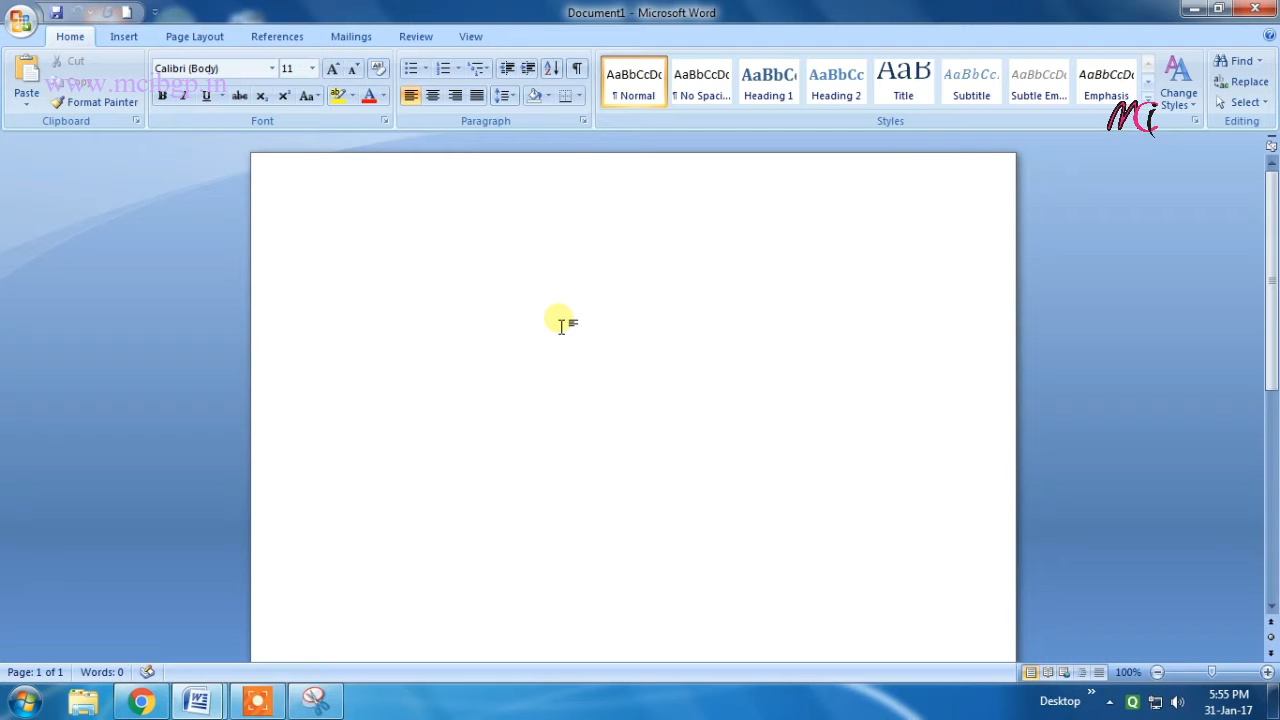 Document1 - Microsoft Word
Home Insert Page Layout References Mailings Review View
Paste
Cut
Copy
Format Painter
Clipboard
www.mcibgp.in
Calibri (Body) 11
Font
Paragraph
AaBbCcDc AaBbCcDc AaBbCc AaBbCc AaB AaBbCc. AaBbCcDc AaBbCcDc
¶ Normal ¶ No Spaci... Heading 1 Heading 2 Title Subtitle Subtle Em... Emphasis
Change Styles
Styles
Mci
Find
Replace
Select
Editing
Page: 1 of 1 Words: 0
100%
Desktop
5:55 PM
31-Jan-17